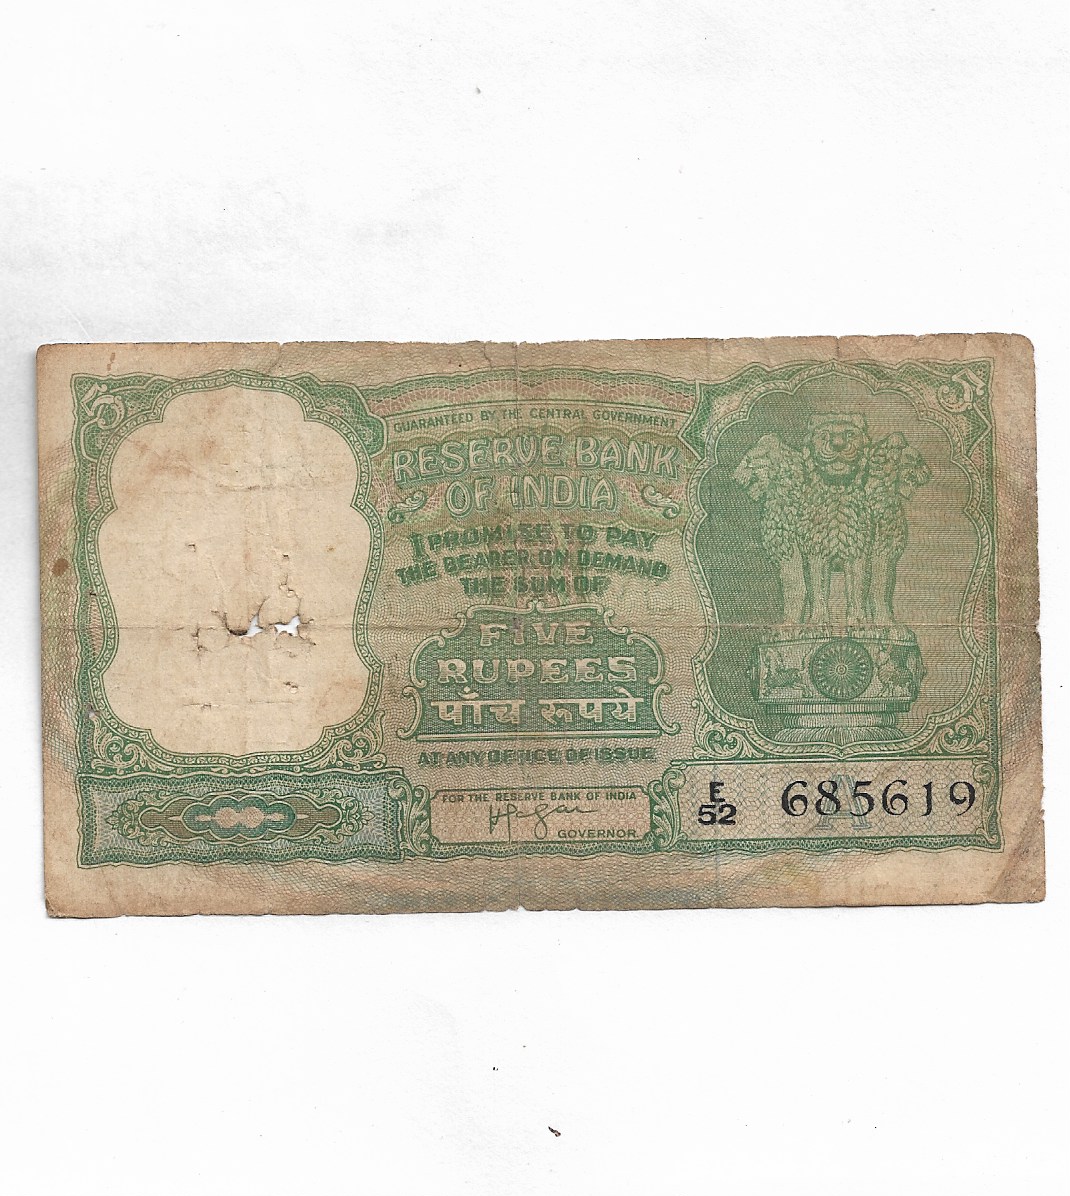 5
५
GUARANTEED BY THE CENTRAL GOVERNMENT
RESERVE BANK
OF INDIA
I PROMISE TO PAY
THE BEARER ON DEMAND
THE SUM OF
FIVE
RUPEES
पाँच रूपये
AT ANY OFFICE OF ISSUE
FOR THE RESERVE BANK OF INDIA
GOVERNOR
E
52
685619
A